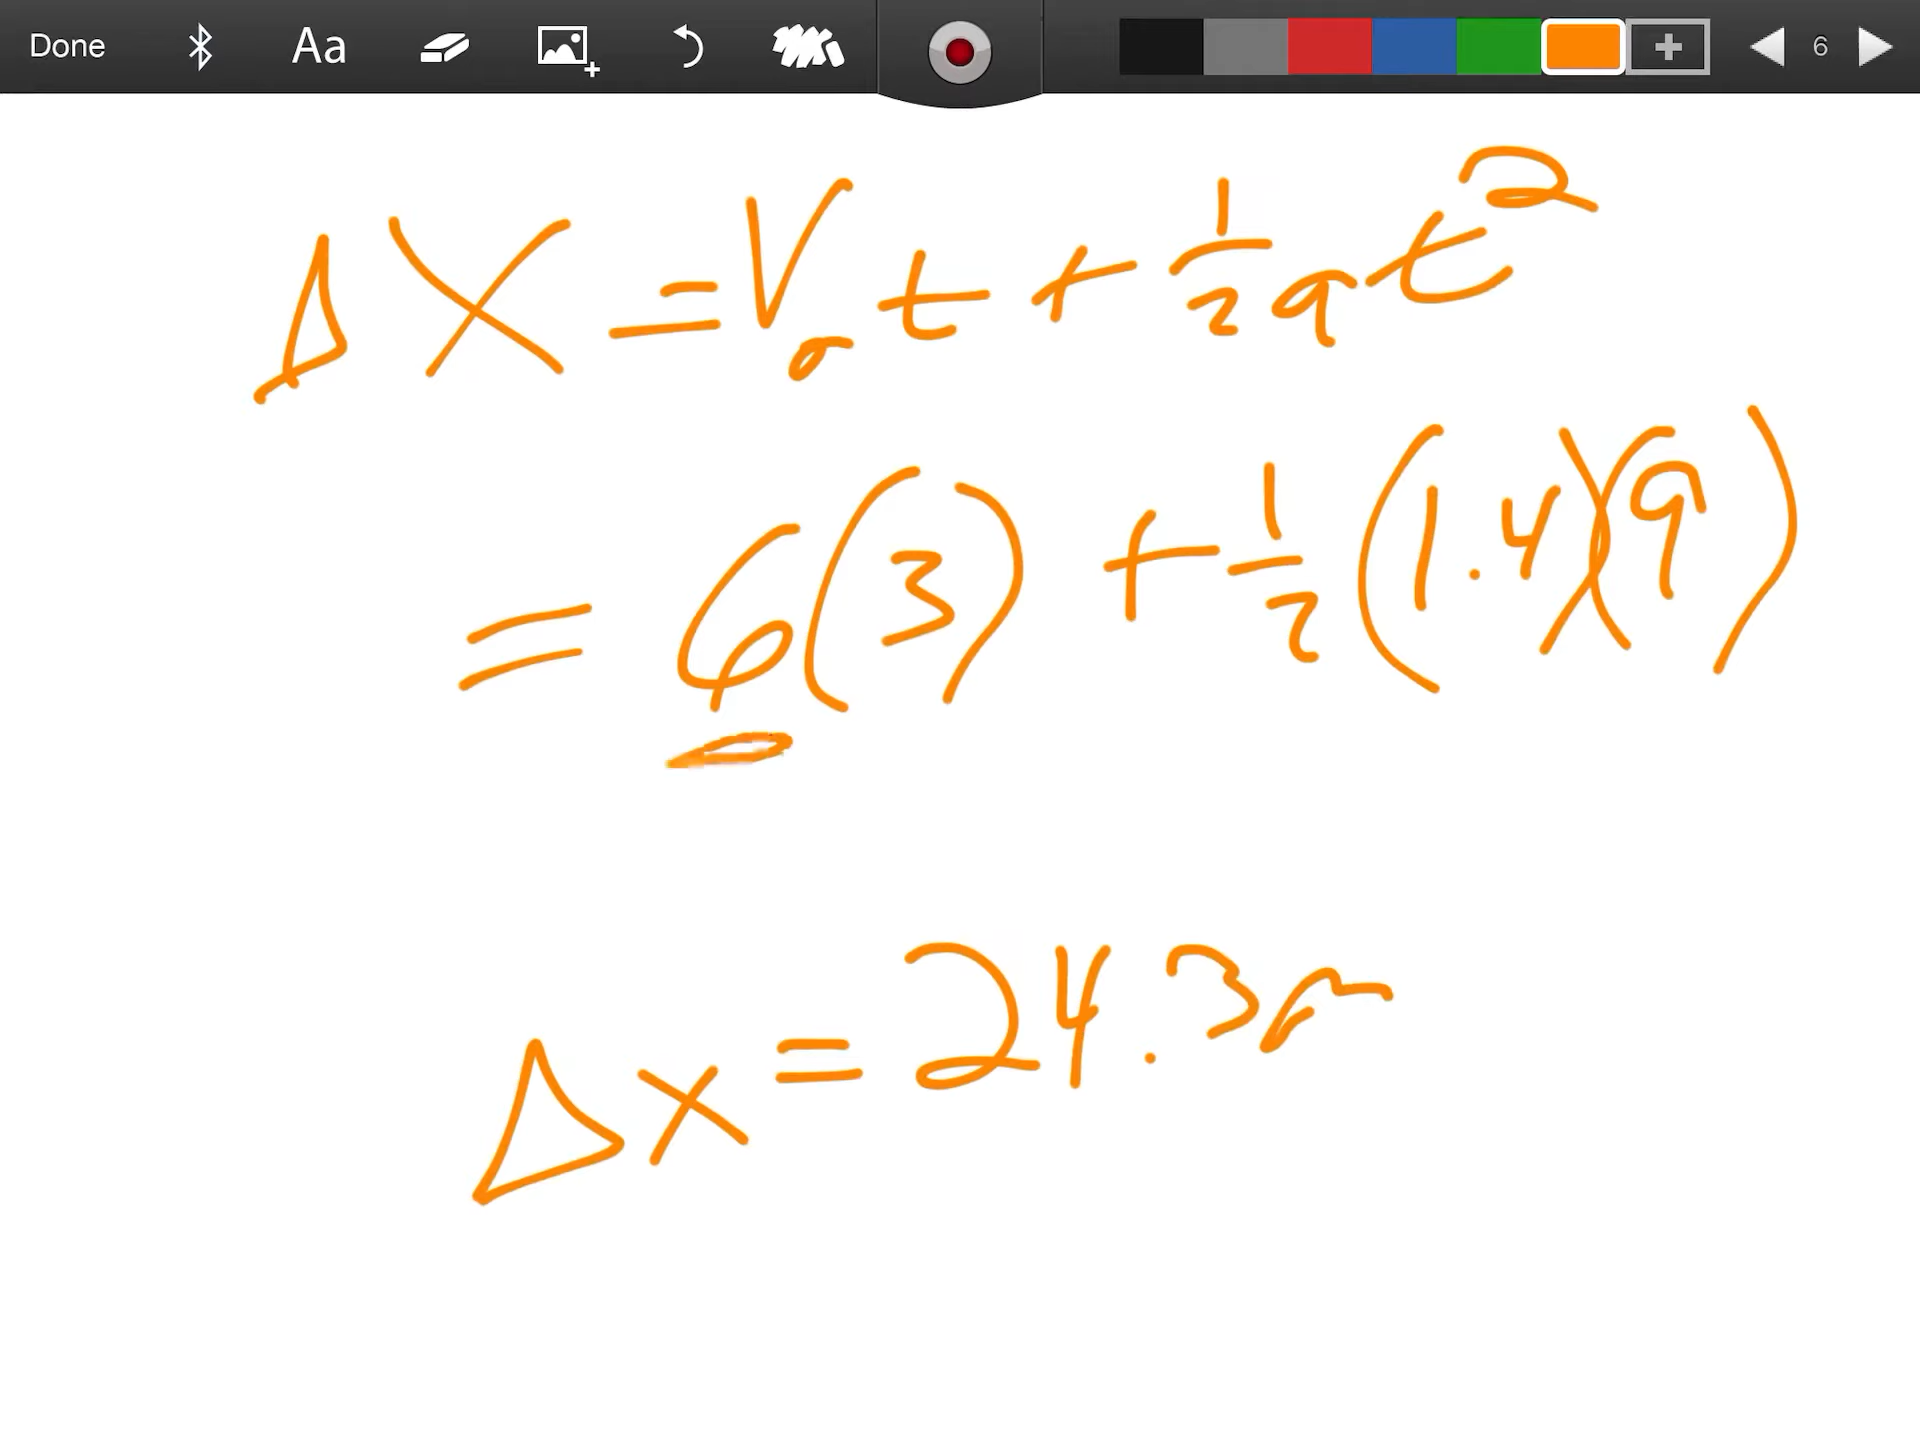 Done Aa 6
Δx = V₀t + ½at²
= 6(3) + ½(1.4)(9)
Δx = 24.3m